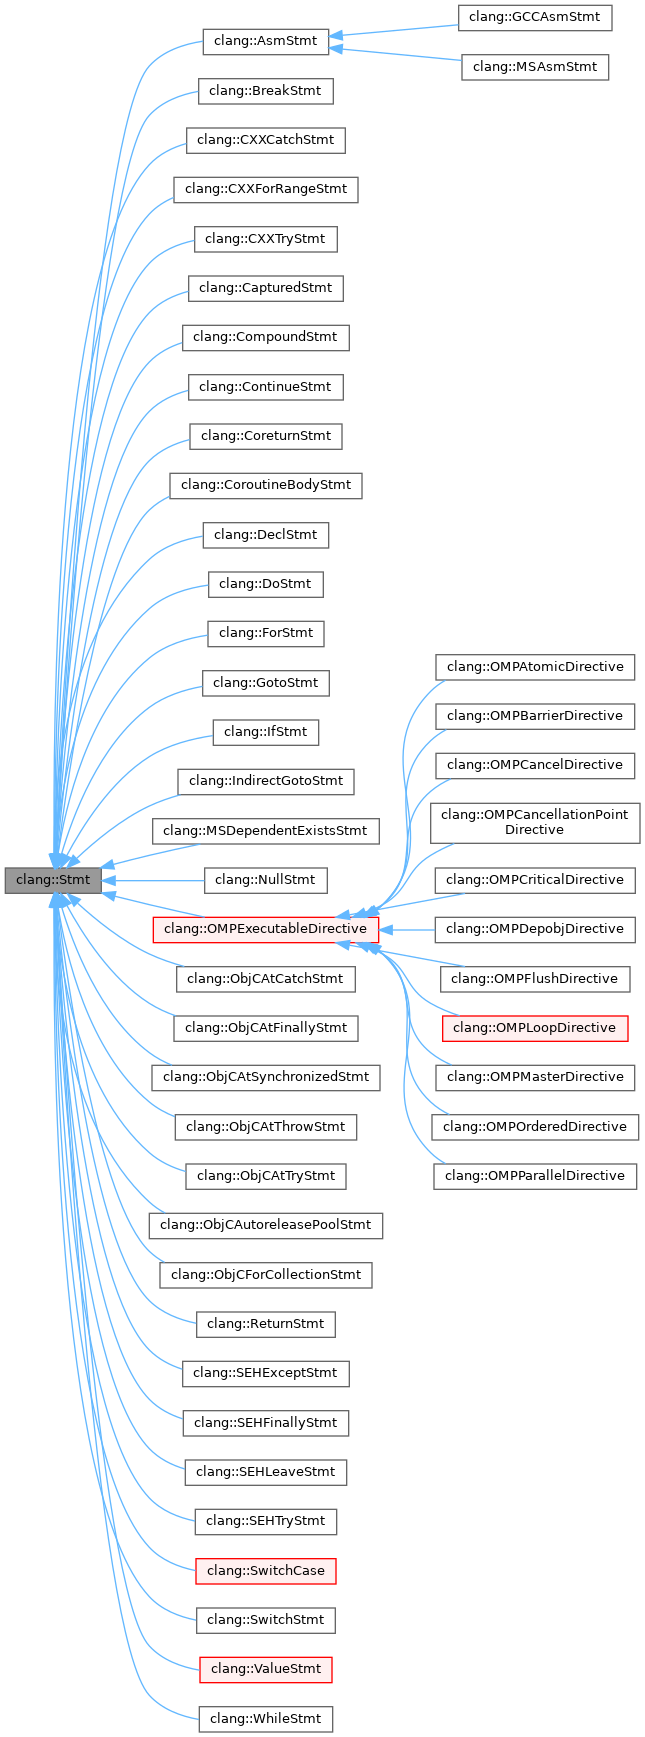 clang::GCCAsmStmt
clang::AsmStmt
clang::MSAsmStmt
clang::BreakStmt
clang::CXXCatchStmt
clang::CXXForRangeStmt
clang::CXXTryStmt
clang::CapturedStmt
clang::CompoundStmt
clang::ContinueStmt
clang::CoreturnStmt
clang::CoroutineBodyStmt
clang::DeclStmt
clang::DoStmt
clang::ForStmt
clang::GotoStmt
clang::IfStmt
clang::IndirectGotoStmt
clang::MSDependentExistsStmt
clang::Stmt
clang::NullStmt
clang::OMPExecutableDirective
clang::OMPAtomicDirective
clang::OMPBarrierDirective
clang::OMPCancelDirective
clang::OMPCancellationPoint
Directive
clang::OMPCriticalDirective
clang::OMPDepobjDirective
clang::OMPFlushDirective
clang::OMPLoopDirective
clang::OMPMasterDirective
clang::OMPOrderedDirective
clang::OMPParallelDirective
clang::ObjCAtCatchStmt
clang::ObjCAtFinallyStmt
clang::ObjCAtSynchronizedStmt
clang::ObjCAtThrowStmt
clang::ObjCAtTryStmt
clang::ObjCAutoreleasePoolStmt
clang::ObjCForCollectionStmt
clang::ReturnStmt
clang::SEHExceptStmt
clang::SEHFinallyStmt
clang::SEHLeaveStmt
clang::SEHTryStmt
clang::SwitchCase
clang::SwitchStmt
clang::ValueStmt
clang::WhileStmt